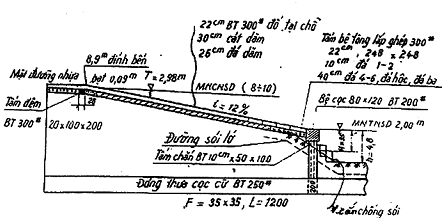 22cm BT 300# đổ tại chỗ
30cm cát đệm
26cm đá dăm
Tấm bê tông lắp ghép 300#
22cm × 248 × 248
10cm đá 1-2
40cm đá 4-6, đá hộc, đá ba
8,9m đỉnh bến
bạt 0,09m T = 2,98m
Mặt đường nhựa
MNCNSD (8÷10)
Bệ cọc 80×120 BT 200#
Tấm đệm
20
i = 12%
MNTNSD 2,00m
BT 300# 20×100×200
Đường sói lở
Tấm chắn BT 10cm × 50 × 100
Đóng thưa cọc cừ BT 250#
F = 35×35, L = 1200
chống sói